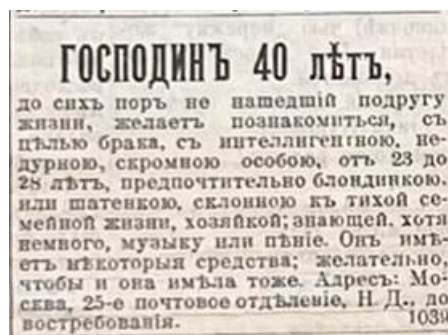 ГОСПОДИНЪ 40 ЛѢТЪ,
до сихъ поръ не нашедшій подругу
жизни, желаетъ познакомиться, съ
цѣлью брака, съ интеллигентною, не-
дурною, скромною особою, отъ 23 до
28 лѣтъ, предпочтительно блондинкою.
или шатенкою, склонною къ тихой се-
мейной жизни, хозяйкой; знающей. хотя
немного, музыку или пѣніе. Онъ имѣ-
етъ нѣкоторыя средства; желательно,
чтобы и она имѣла тоже. Адресъ: Мо-
сква, 25-е почтовое отдѣленіе, Н. Д., до
востребованія. 1039